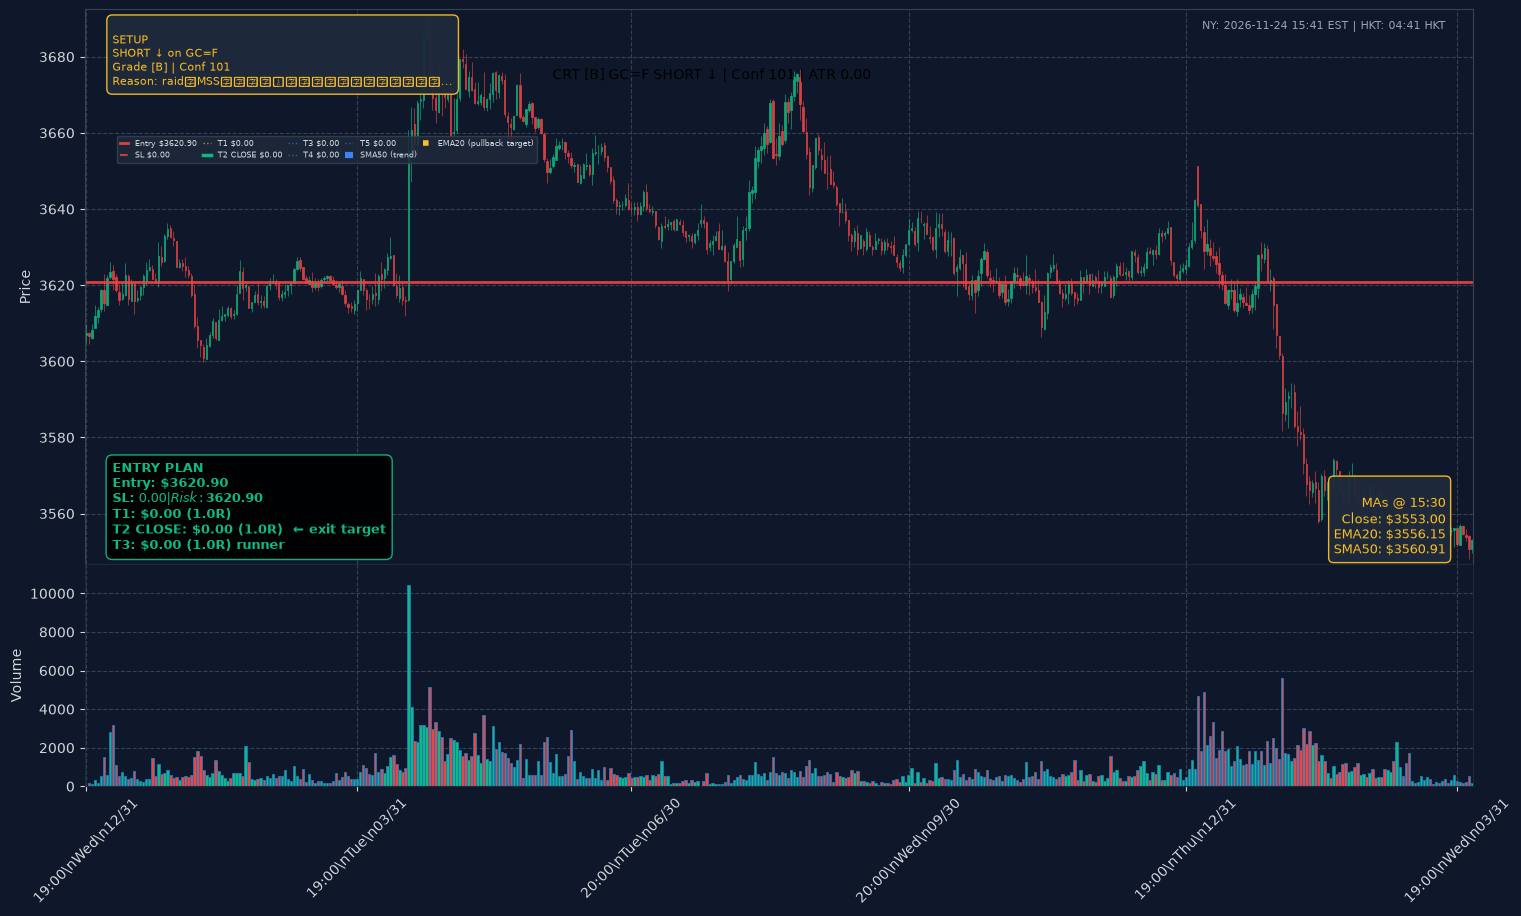 NY: 2026-11-24 15:41 EST | HKT: 04:41 HKT
SETUP
SHORT ↓ on GC=F
Grade [B] | Conf 101
Reason: raid MSS ...
CRT [B] GC=F SHORT ↓ | Conf 101 | ATR 0.00
Entry $3620.90
SL $0.00
T1 $0.00
T2 CLOSE $0.00
T3 $0.00
T4 $0.00
T5 $0.00
SMA50 (trend)
EMA20 (pullback target)
Price
3680
3660
3640
3620
3600
3580
3560
ENTRY PLAN
Entry: $3620.90
SL: 0.00|Risk: 3620.90
T1: $0.00 (1.0R)
T2 CLOSE: $0.00 (1.0R) ← exit target
T3: $0.00 (1.0R) runner
MAs @ 15:30
Close: $3553.00
EMA20: $3556.15
SMA50: $3560.91
Volume
10000
8000
6000
4000
2000
0
19:00\nWed\n12/31
19:00\nTue\n03/31
20:00\nTue\n06/30
20:00\nWed\n09/30
19:00\nThu\n12/31
19:00\nWed\n03/31